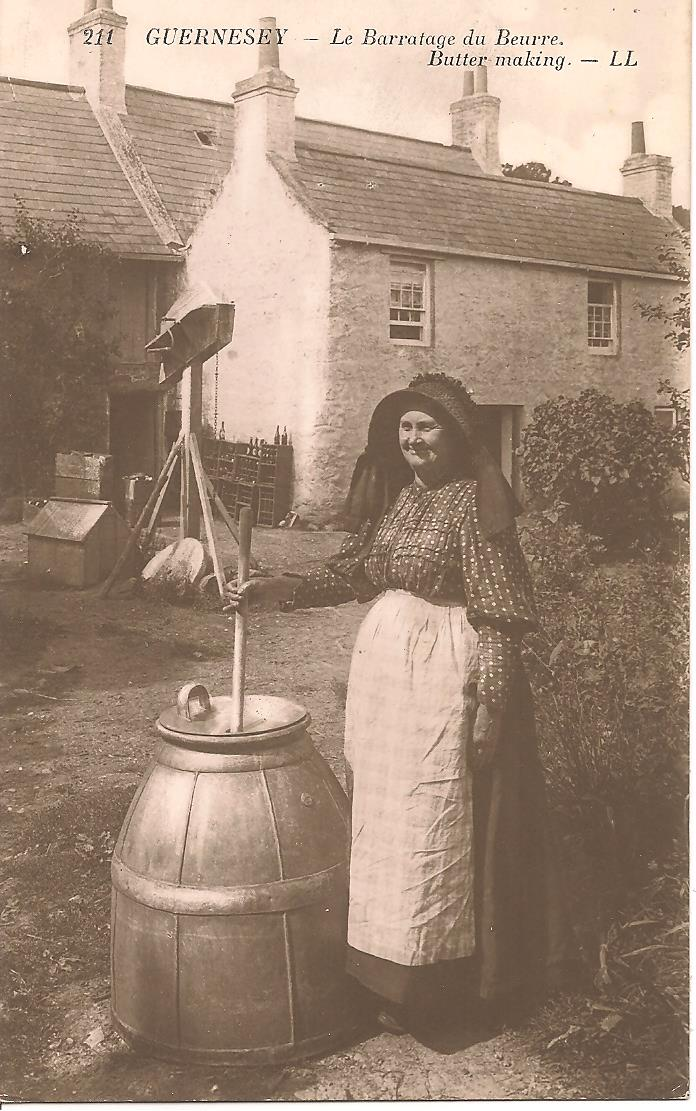 211 GUERNESEY – Le Barratage du Beurre.
Butter making. — LL